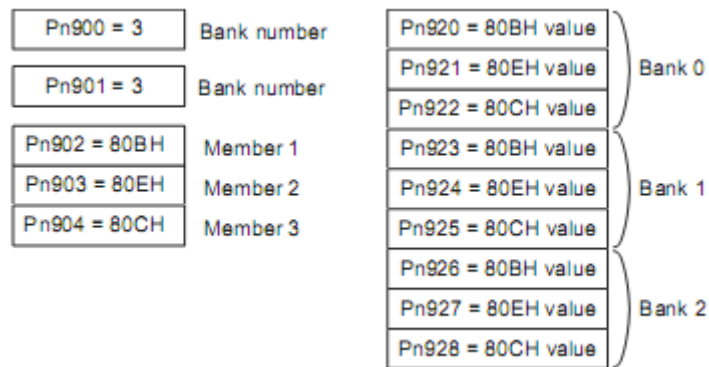 Pn900 = 3 Bank number
Pn901 = 3 Bank number
Pn902 = 80BH Member 1
Pn903 = 80EH Member 2
Pn904 = 80CH Member 3
Pn920 = 80BH value
Pn921 = 80EH value
Pn922 = 80CH value
Bank 0
Pn923 = 80BH value
Pn924 = 80EH value
Pn925 = 80CH value
Bank 1
Pn926 = 80BH value
Pn927 = 80EH value
Pn928 = 80CH value
Bank 2